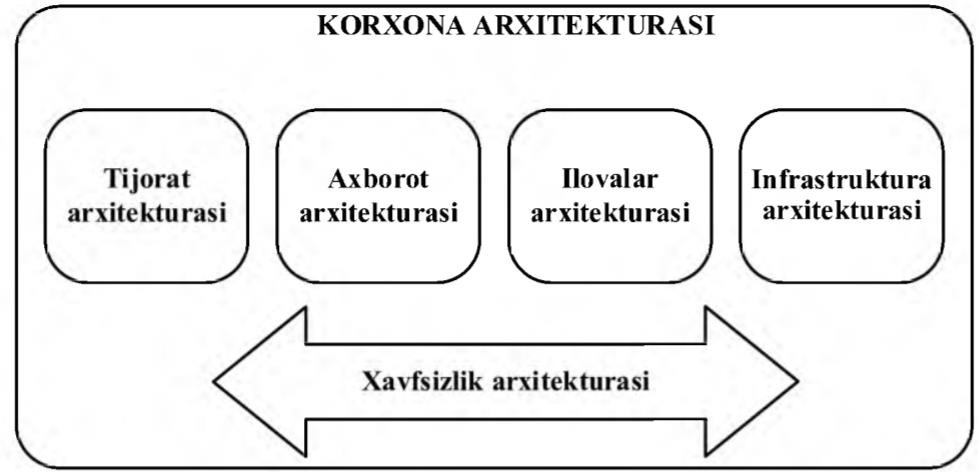 KORXONA ARXITEKTURASI
Tijorat
arxitekturasi
Axborot
arxitekturasi
Ilovalar
arxitekturasi
Infrastruktura
arxitekturasi
Xavfsizlik arxitekturasi